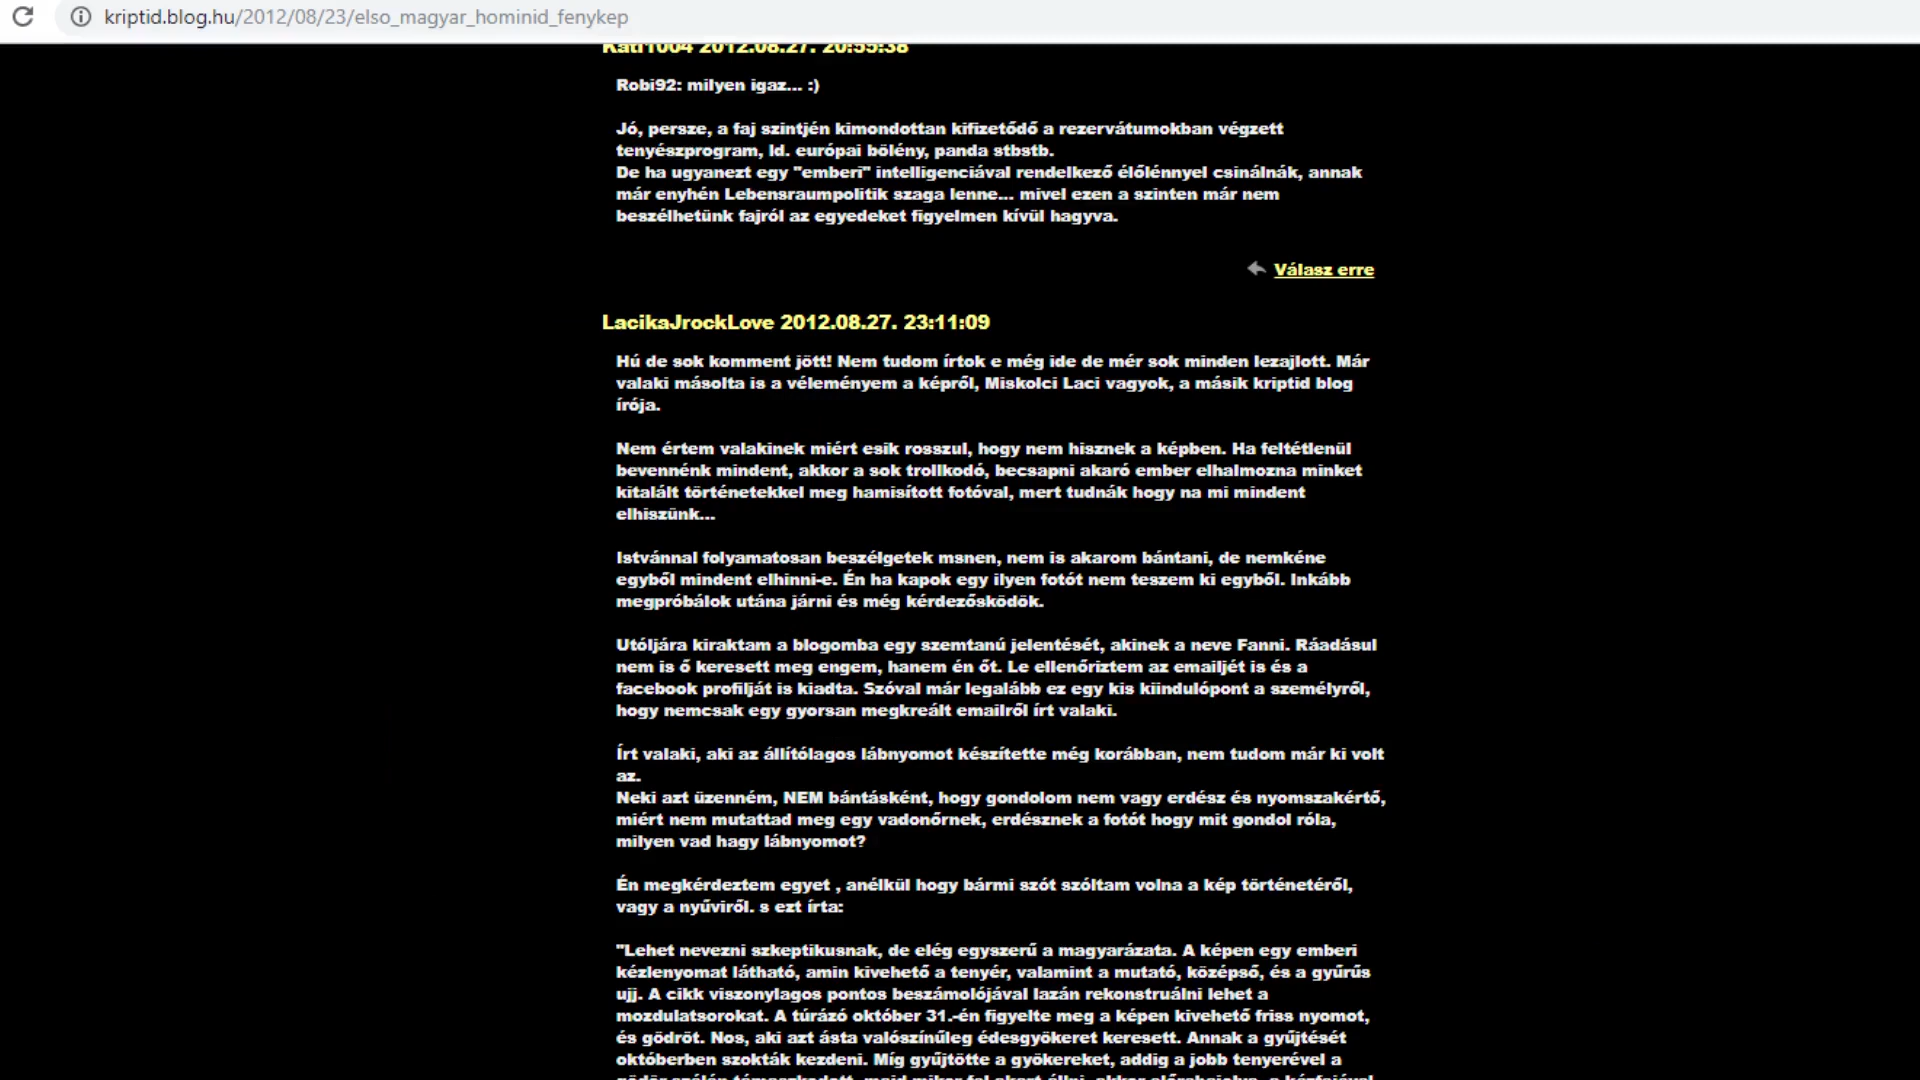 kriptid.blog.hu/2012/08/23/elso_magyar_hominid_fenykep
Kati1004 2012.08.27. 20:55:38
Robi92: milyen igaz... :)
Jó, persze, a faj szintjén kimondottan kifizetődő a rezervátumokban végzett
tenyészprogram, ld. európai bölény, panda stbstb.
De ha ugyanezt egy "emberi" intelligenciával rendelkező élőlénnyel csinálnák, annak
már enyhén Lebensraumpolitik szaga lenne... mivel ezen a szinten már nem
beszélhetünk fajról az egyedeket figyelmen kívül hagyva.
Válasz erre
LacikaJrockLove 2012.08.27. 23:11:09
Hú de sok komment jött! Nem tudom írtok e még ide de mér sok minden lezajlott. Már
valaki másolta is a véleményem a képről, Miskolci Laci vagyok, a másik kriptid blog
írója.
Nem értem valakinek miért esik rosszul, hogy nem hisznek a képben. Ha feltétlenül
bevennénk mindent, akkor a sok trollkodó, becsapni akaró ember elhalmozna minket
kitalált történetekkel meg hamisított fotóval, mert tudnák hogy na mi mindent
elhiszünk...
Istvánnal folyamatosan beszélgetek msnen, nem is akarom bántani, de nemkéne
egyből mindent elhinni-e. Én ha kapok egy ilyen fotót nem teszem ki egyből. Inkább
megpróbálok utána járni és még kérdezősködök.
Utóljára kiraktam a blogomba egy szemtanú jelentését, akinek a neve Fanni. Ráadásul
nem is ő keresett meg engem, hanem én őt. Le ellenőriztem az emailjét is és a
facebook profilját is kiadta. Szóval már legalább ez egy kis kiindulópont a személyről,
hogy nemcsak egy gyorsan megkreált emailről írt valaki.
Írt valaki, aki az állítólagos lábnyomot készítette még korábban, nem tudom már ki volt
az.
Neki azt üzenném, NEM bántásként, hogy gondolom nem vagy erdész és nyomszakértő,
miért nem mutattad meg egy vadonőrnek, erdésznek a fotót hogy mit gondol róla,
milyen vad hagy lábnyomot?
Én megkérdeztem egyet , anélkül hogy bármi szót szóltam volna a kép történetéről,
vagy a nyűviről. s ezt írta:
"Lehet nevezni szkeptikusnak, de elég egyszerű a magyarázata. A képen egy emberi
kézlenyomat látható, amin kivehető a tenyér, valamint a mutató, középső, és a gyűrűs
ujj. A cikk viszonylagos pontos beszámolójával lazán rekonstruálni lehet a
mozdulatsorokat. A túrázó október 31.-én figyelte meg a képen kivehető friss nyomot,
és gödröt. Nos, aki azt ásta valószínűleg édesgyökeret keresett. Annak a gyűjtését
októberben szokták kezdeni. Míg gyűjtötte a gyökereket, addig a jobb tenyerével a